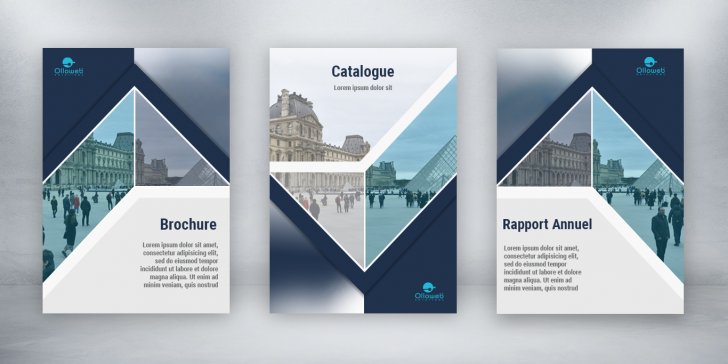 Olloweb
Brochure
Lorem ipsum dolor sit amet,
consectetur adipisicing elit,
sed do eiusmod tempor
incididunt ut labore et dolore
magna aliqua. Ut enim ad
minim veniam, quis nostrud
Catalogue
Lorem ipsum dolor sit
Olloweb
Olloweb
Rapport Annuel
Lorem ipsum dolor sit amet,
consectetur adipisicing elit,
sed do eiusmod tempor
incididunt ut labore et dolore
magna aliqua. Ut enim ad
minim veniam, quis nostrud